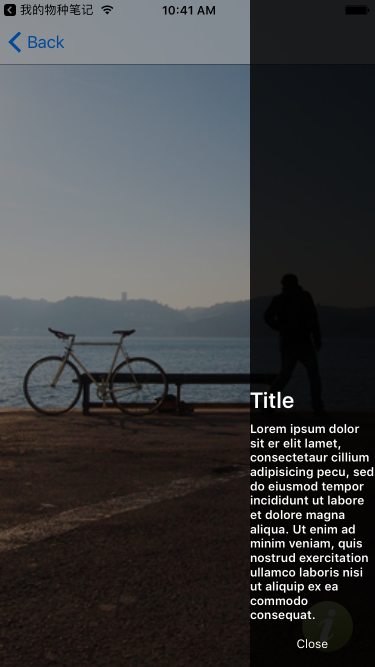 我的物种笔记 10:41 AM
Back
Title
Lorem ipsum dolor
sit er elit lamet,
consectetaur cillium
adipisicing pecu, sed
do eiusmod tempor
incididunt ut labore
et dolore magna
aliqua. Ut enim ad
minim veniam, quis
nostrud exercitation
ullamco laboris nisi
ut aliquip ex ea
commodo
consequat.
Close